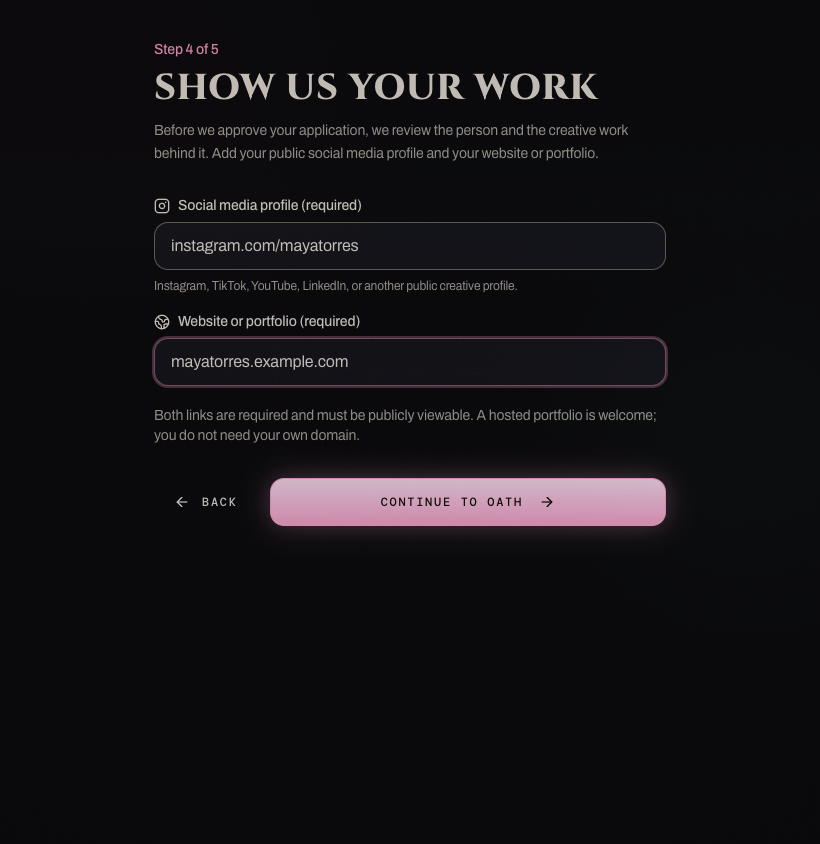 Step 4 of 5
SHOW US YOUR WORK
Before we approve your application, we review the person and the creative work
behind it. Add your public social media profile and your website or portfolio.
Social media profile (required)
instagram.com/mayatorres
Instagram, TikTok, YouTube, LinkedIn, or another public creative profile.
Website or portfolio (required)
mayatorres.example.com
Both links are required and must be publicly viewable. A hosted portfolio is welcome;
you do not need your own domain.
← BACK
CONTINUE TO OATH →